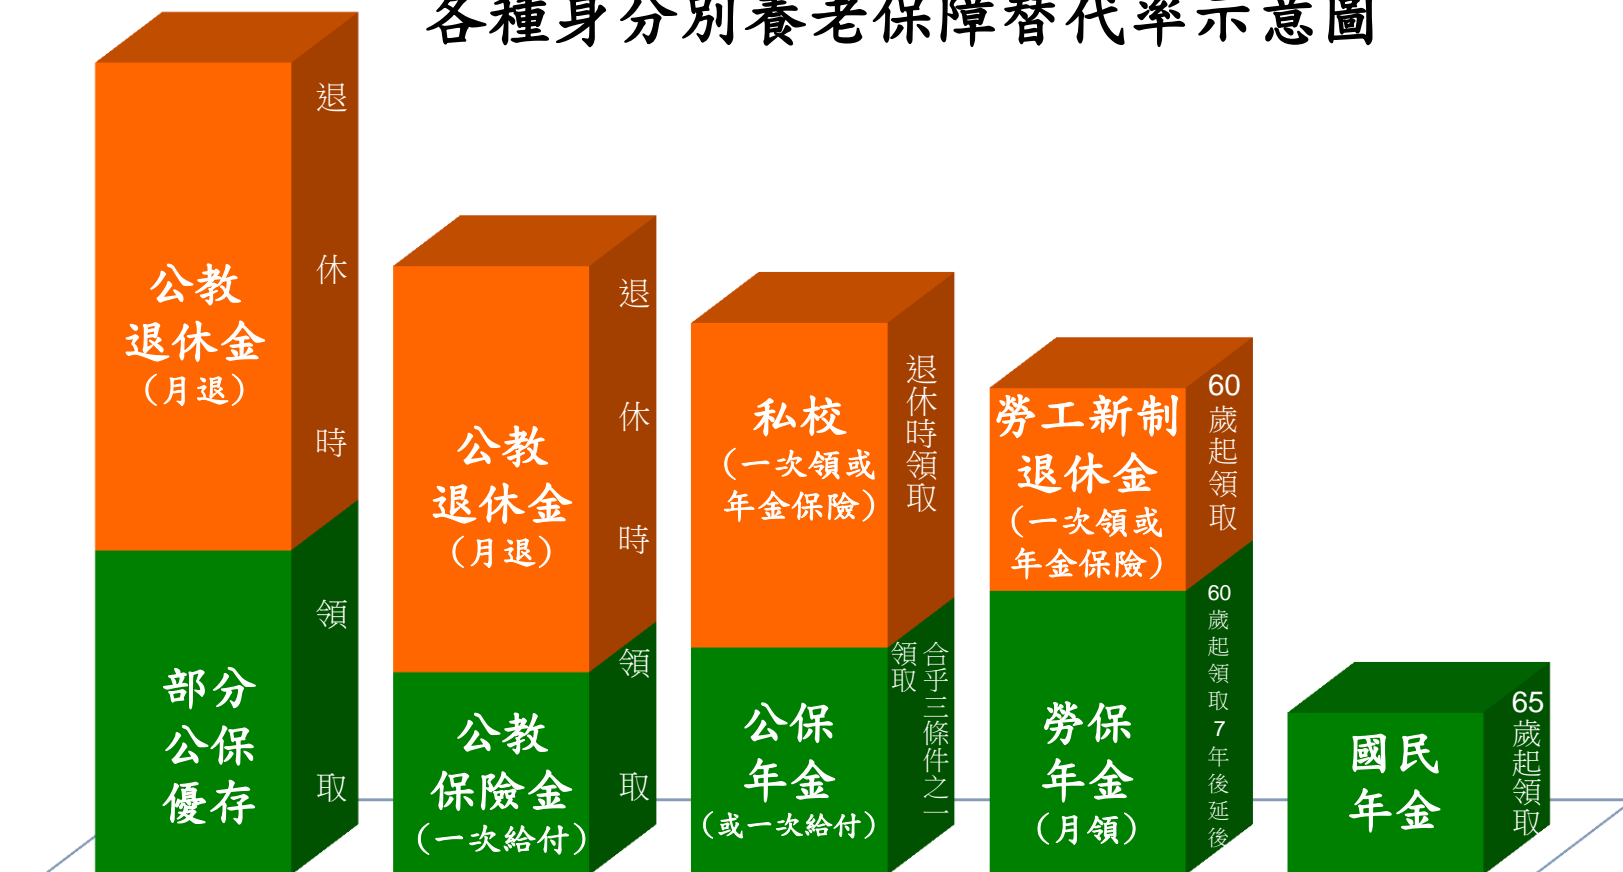 各種身分別養老保障替代率示意圖
公教
退休金
(月退)
退休時領取
部分
公保
優存
公教
退休金
(月退)
退休時領取
公教
保險金
(一次給付)
私校
(一次領或
年金保險)
退休時領取
公保
年金
(或一次給付)
合乎三條件之一
領取
勞工新制
退休金
(一次領或
年金保險)
60歲起領取
勞保
年金
(月領)
60歲起領取7年後延後
國民
年金
65歲起領取